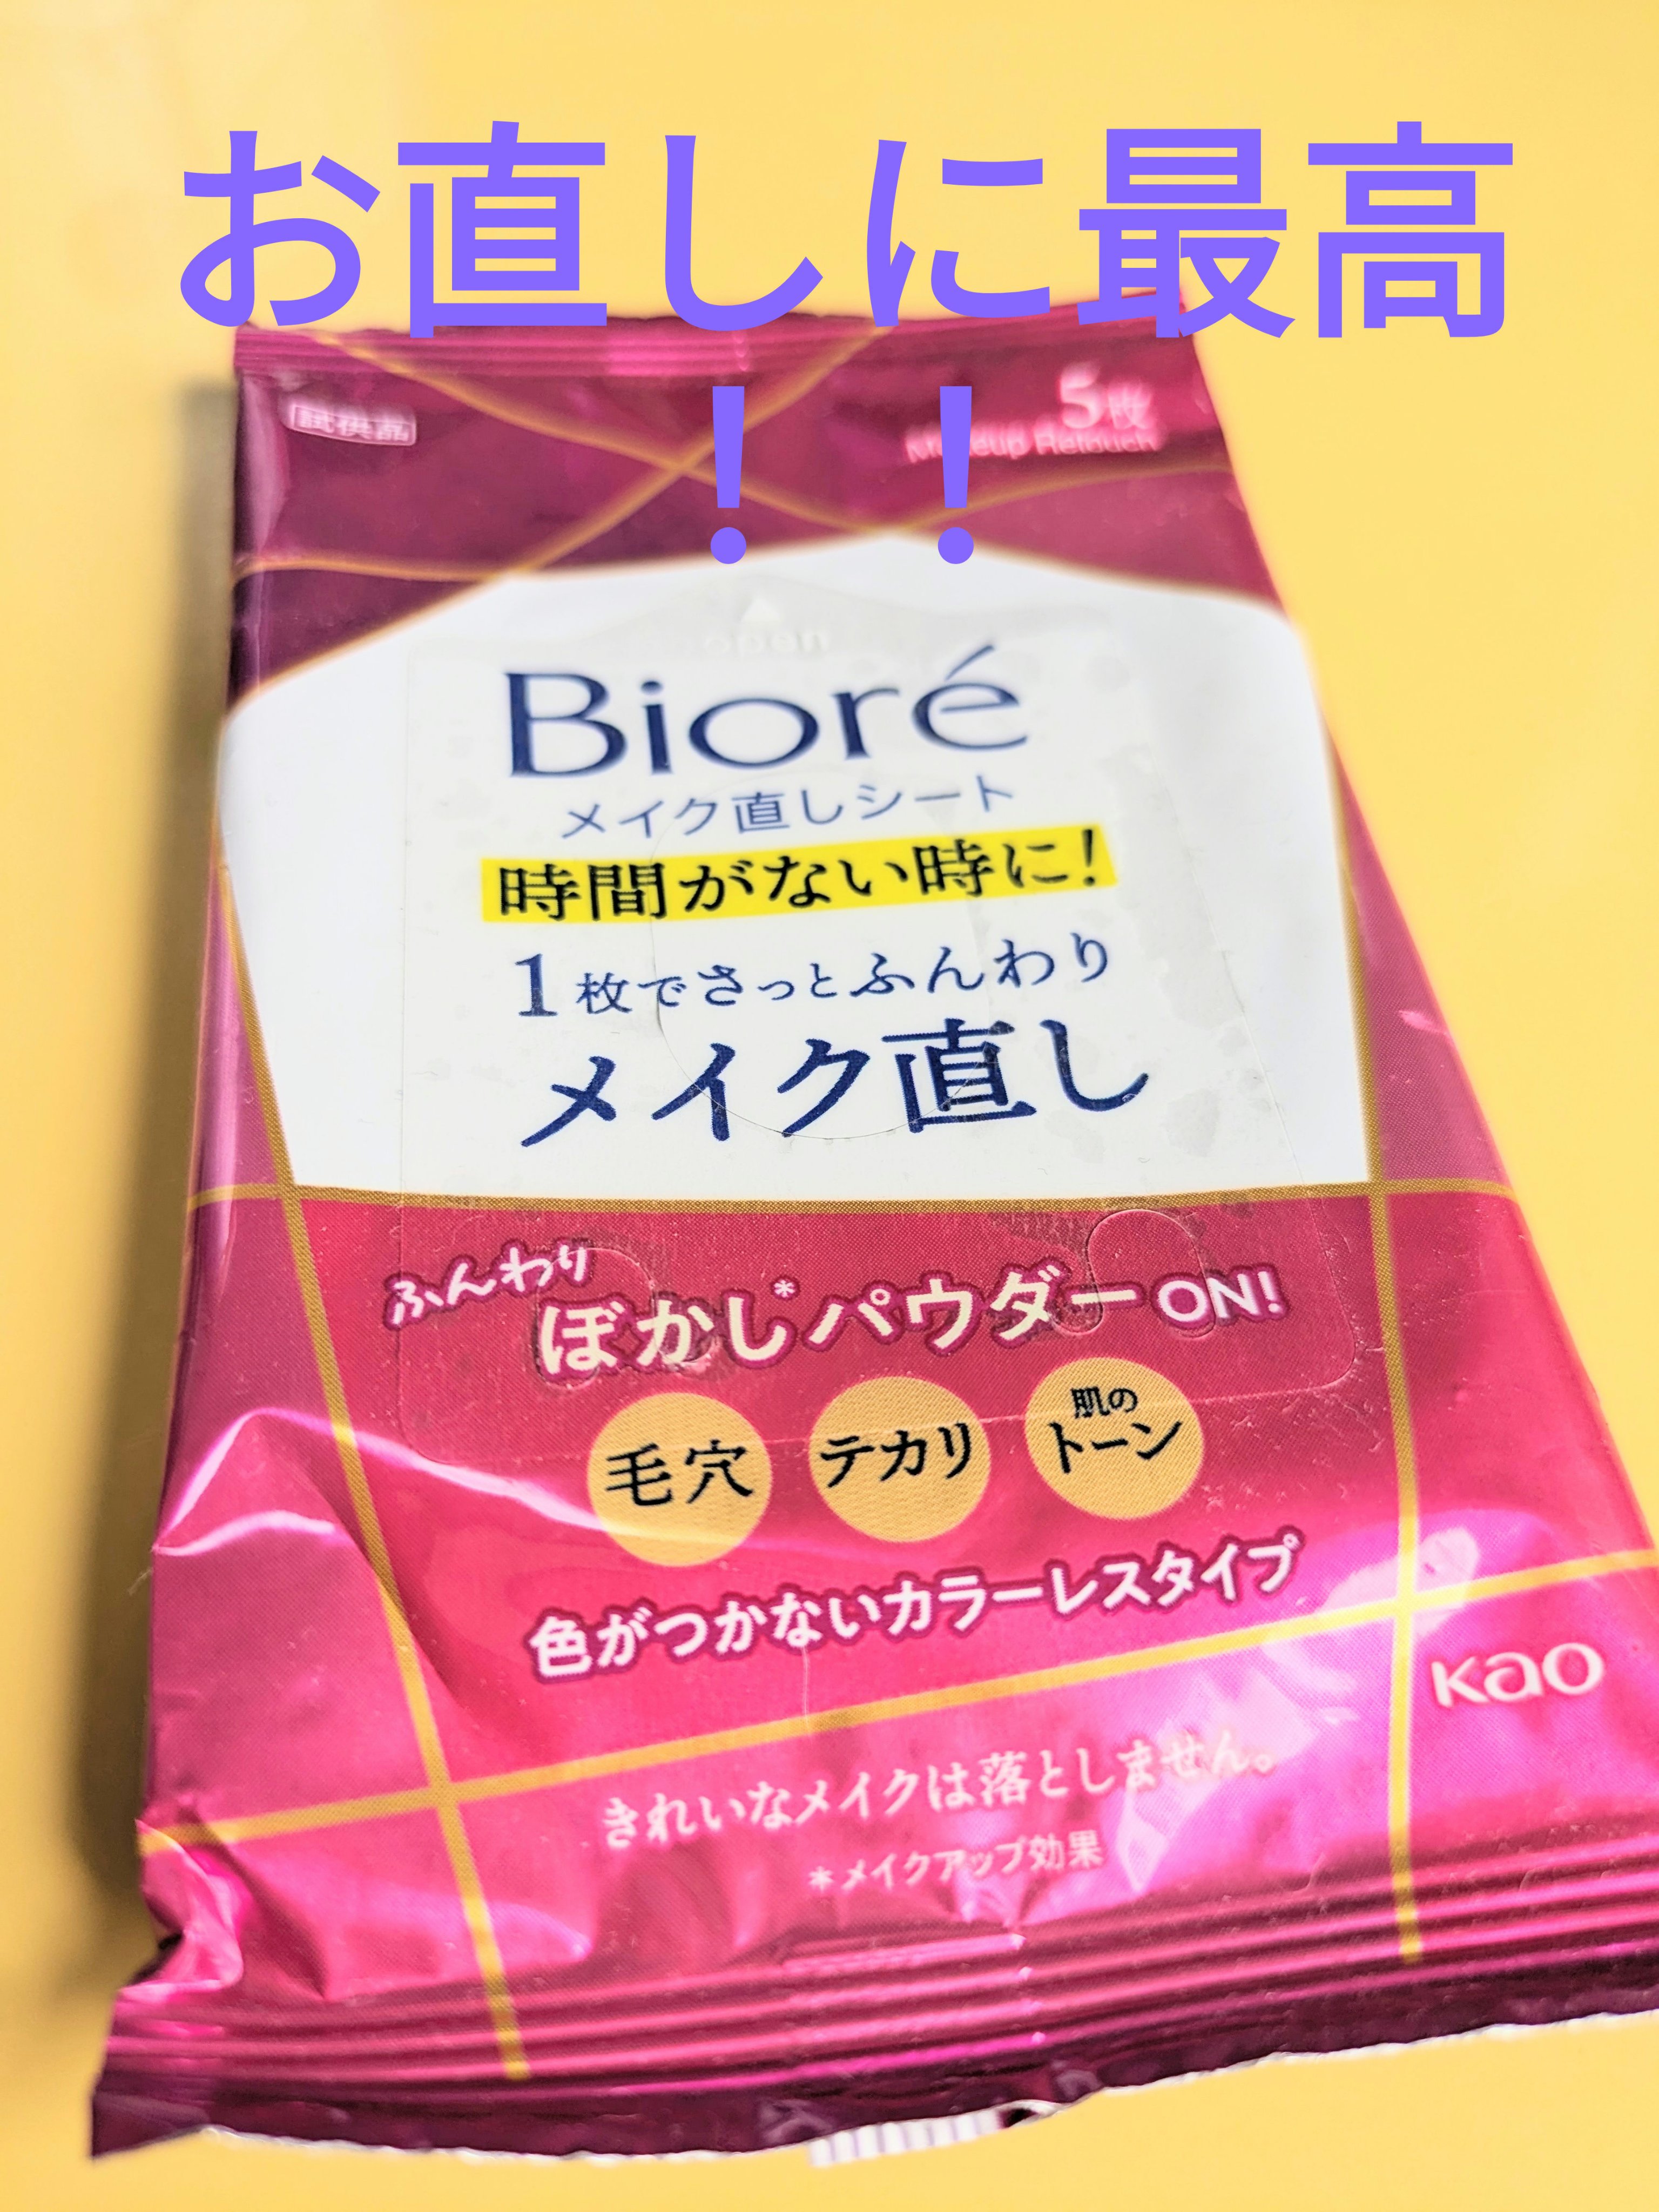 お直しに最高
！！
試供品
5枚
Makeup Retouch
open
Bioré
メイク直しシート
時間がない時に!
1枚でさっとふんわり
メイク直し
ふんわり
ぼかし*パウダーON!
毛穴
テカリ
肌の
トーン
色がつかないカラーレスタイプ
Kao
きれいなメイクは落としません。
*メイクアップ効果